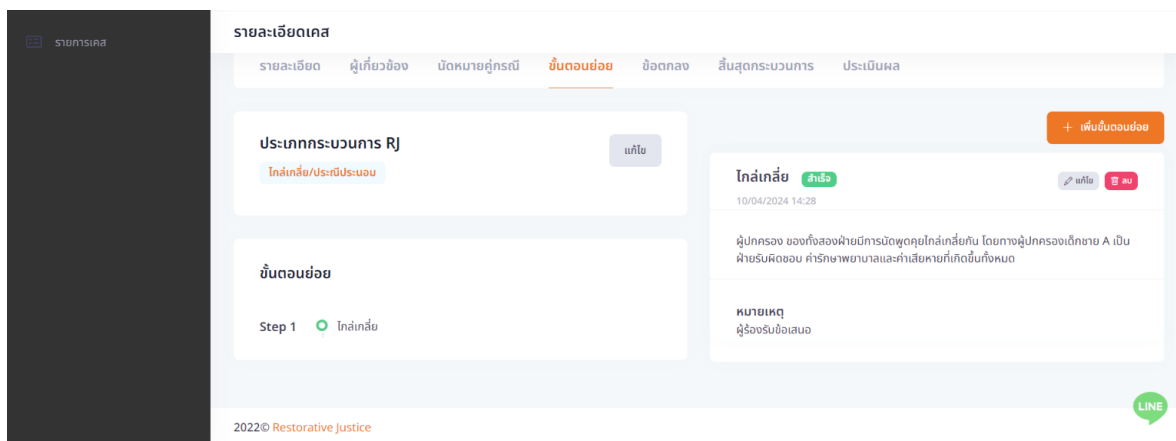 รายการเคส
รายละเอียดเคส
รายละเอียด ผู้เกี่ยวข้อง นัดหมายคู่กรณี ขั้นตอนย่อย ข้อตกลง สิ้นสุดกระบวนการ ประเมินผล
ประเภทกระบวนการ RJ
แก้ไข
ไกล่เกลี่ย/ประณีประนอม
ขั้นตอนย่อย
Step 1 ไกล่เกลี่ย
+ เพิ่มขั้นตอนย่อย
ไกล่เกลี่ย สำเร็จ
แก้ไข ลบ
10/04/2024 14:28
ผู้ปกครอง ของทั้งสองฝ่ายมีการนัดพูดคุยไกล่เกลี่ยกัน โดยทางผู้ปกครองเด็กชาย A เป็น
ฝ่ายรับผิดชอบ ค่ารักษาพยาบาลและค่าเสียหายที่เกิดขึ้นทั้งหมด
หมายเหตุ
ผู้ร้องรับข้อเสนอ
LINE
2022© Restorative Justice